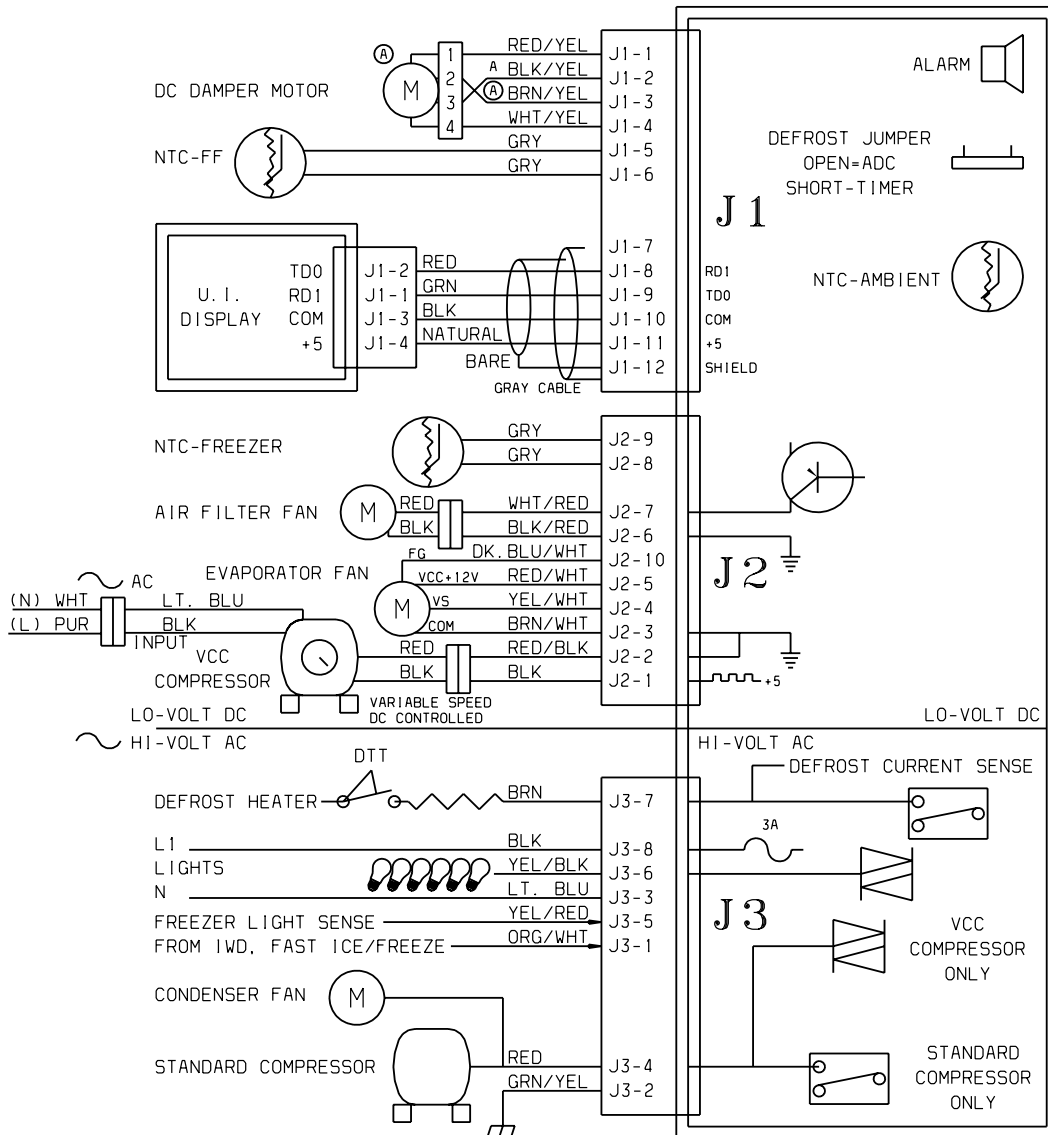 RED/YEL
J1-1
ALARM
Ⓐ 1 A BLK/YEL
J1-2
2
DC DAMPER MOTOR
M
Ⓐ BRN/YEL
J1-3
3
WHT/YEL
J1-4
4
DEFROST JUMPER
OPEN=ADC
SHORT-TIMER
NTC-FF
GRY
J1-5
GRY
J1-6
J1
J1-7
U.I.
DISPLAY
TD0 J1-2 RED J1-8 RD1
RD1 J1-1 GRN J1-9 TD0
COM J1-3 BLK J1-10 COM
+5 J1-4 NATURAL J1-11 +5
BARE J1-12 SHIELD
GRAY CABLE
NTC-AMBIENT
NTC-FREEZER
GRY J2-9
GRY J2-8
AIR FILTER FAN M RED WHT/RED J2-7
BLK BLK/RED J2-6
J2
FG DK. BLU/WHT J2-10
EVAPORATOR FAN VCC+12V RED/WHT J2-5
M VS YEL/WHT J2-4
COM BRN/WHT J2-3
AC
(N) WHT LT. BLU
(L) PUR BLK
INPUT
VCC
COMPRESSOR
RED RED/BLK J2-2
BLK BLK J2-1 +5
VARIABLE SPEED
DC CONTROLLED
LO-VOLT DC LO-VOLT DC
HI-VOLT AC HI-VOLT AC
DTT
DEFROST CURRENT SENSE
DEFROST HEATER BRN J3-7
3A
L1 BLK J3-8
LIGHTS YEL/BLK J3-6
N LT. BLU J3-3
J3
FREEZER LIGHT SENSE YEL/RED J3-5
FROM IWD, FAST ICE/FREEZE ORG/WHT J3-1
VCC
COMPRESSOR
ONLY
CONDENSER FAN M
STANDARD COMPRESSOR RED J3-4
GRN/YEL J3-2
STANDARD
COMPRESSOR
ONLY